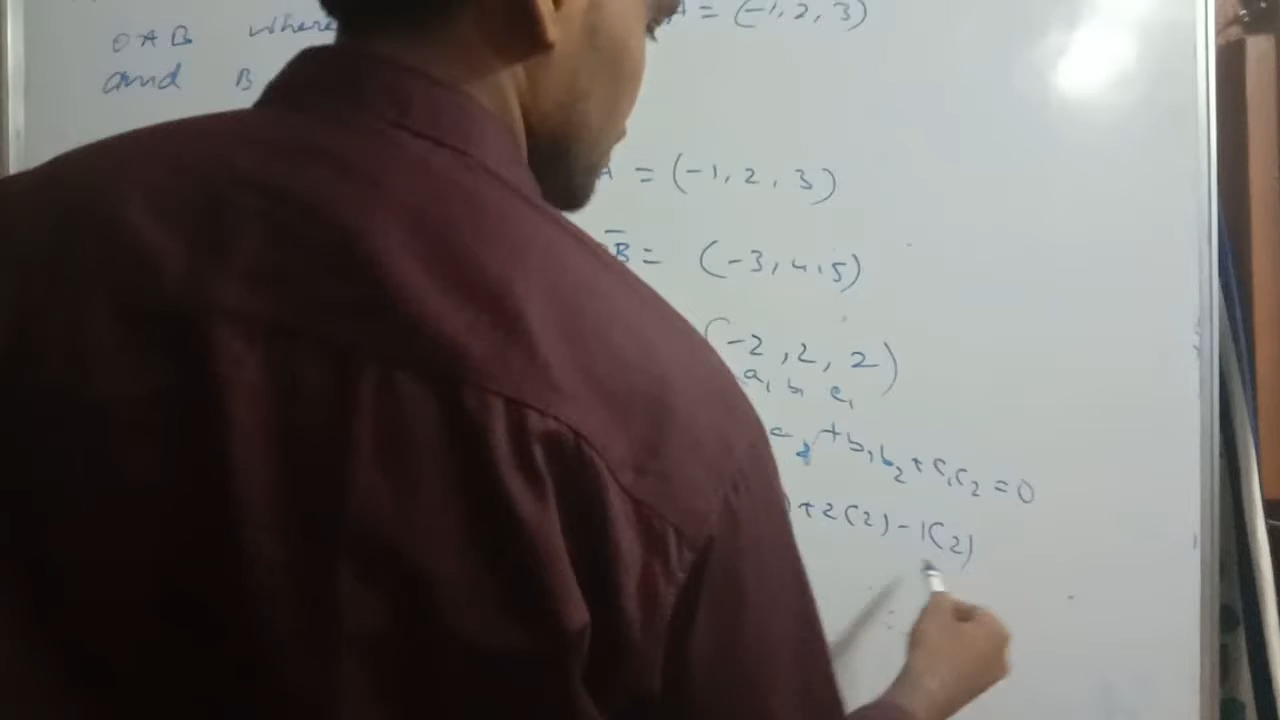 A = (-1, 2, 3)
OAB where
and B
A = (-1, 2, 3)
B̅ = (-3, 4, 5)
(-2, 2, 2)
a₁ b₁ c₁
+ b₁b₂ + c₁c₂ = 0
+ 2(2) - 1(2)